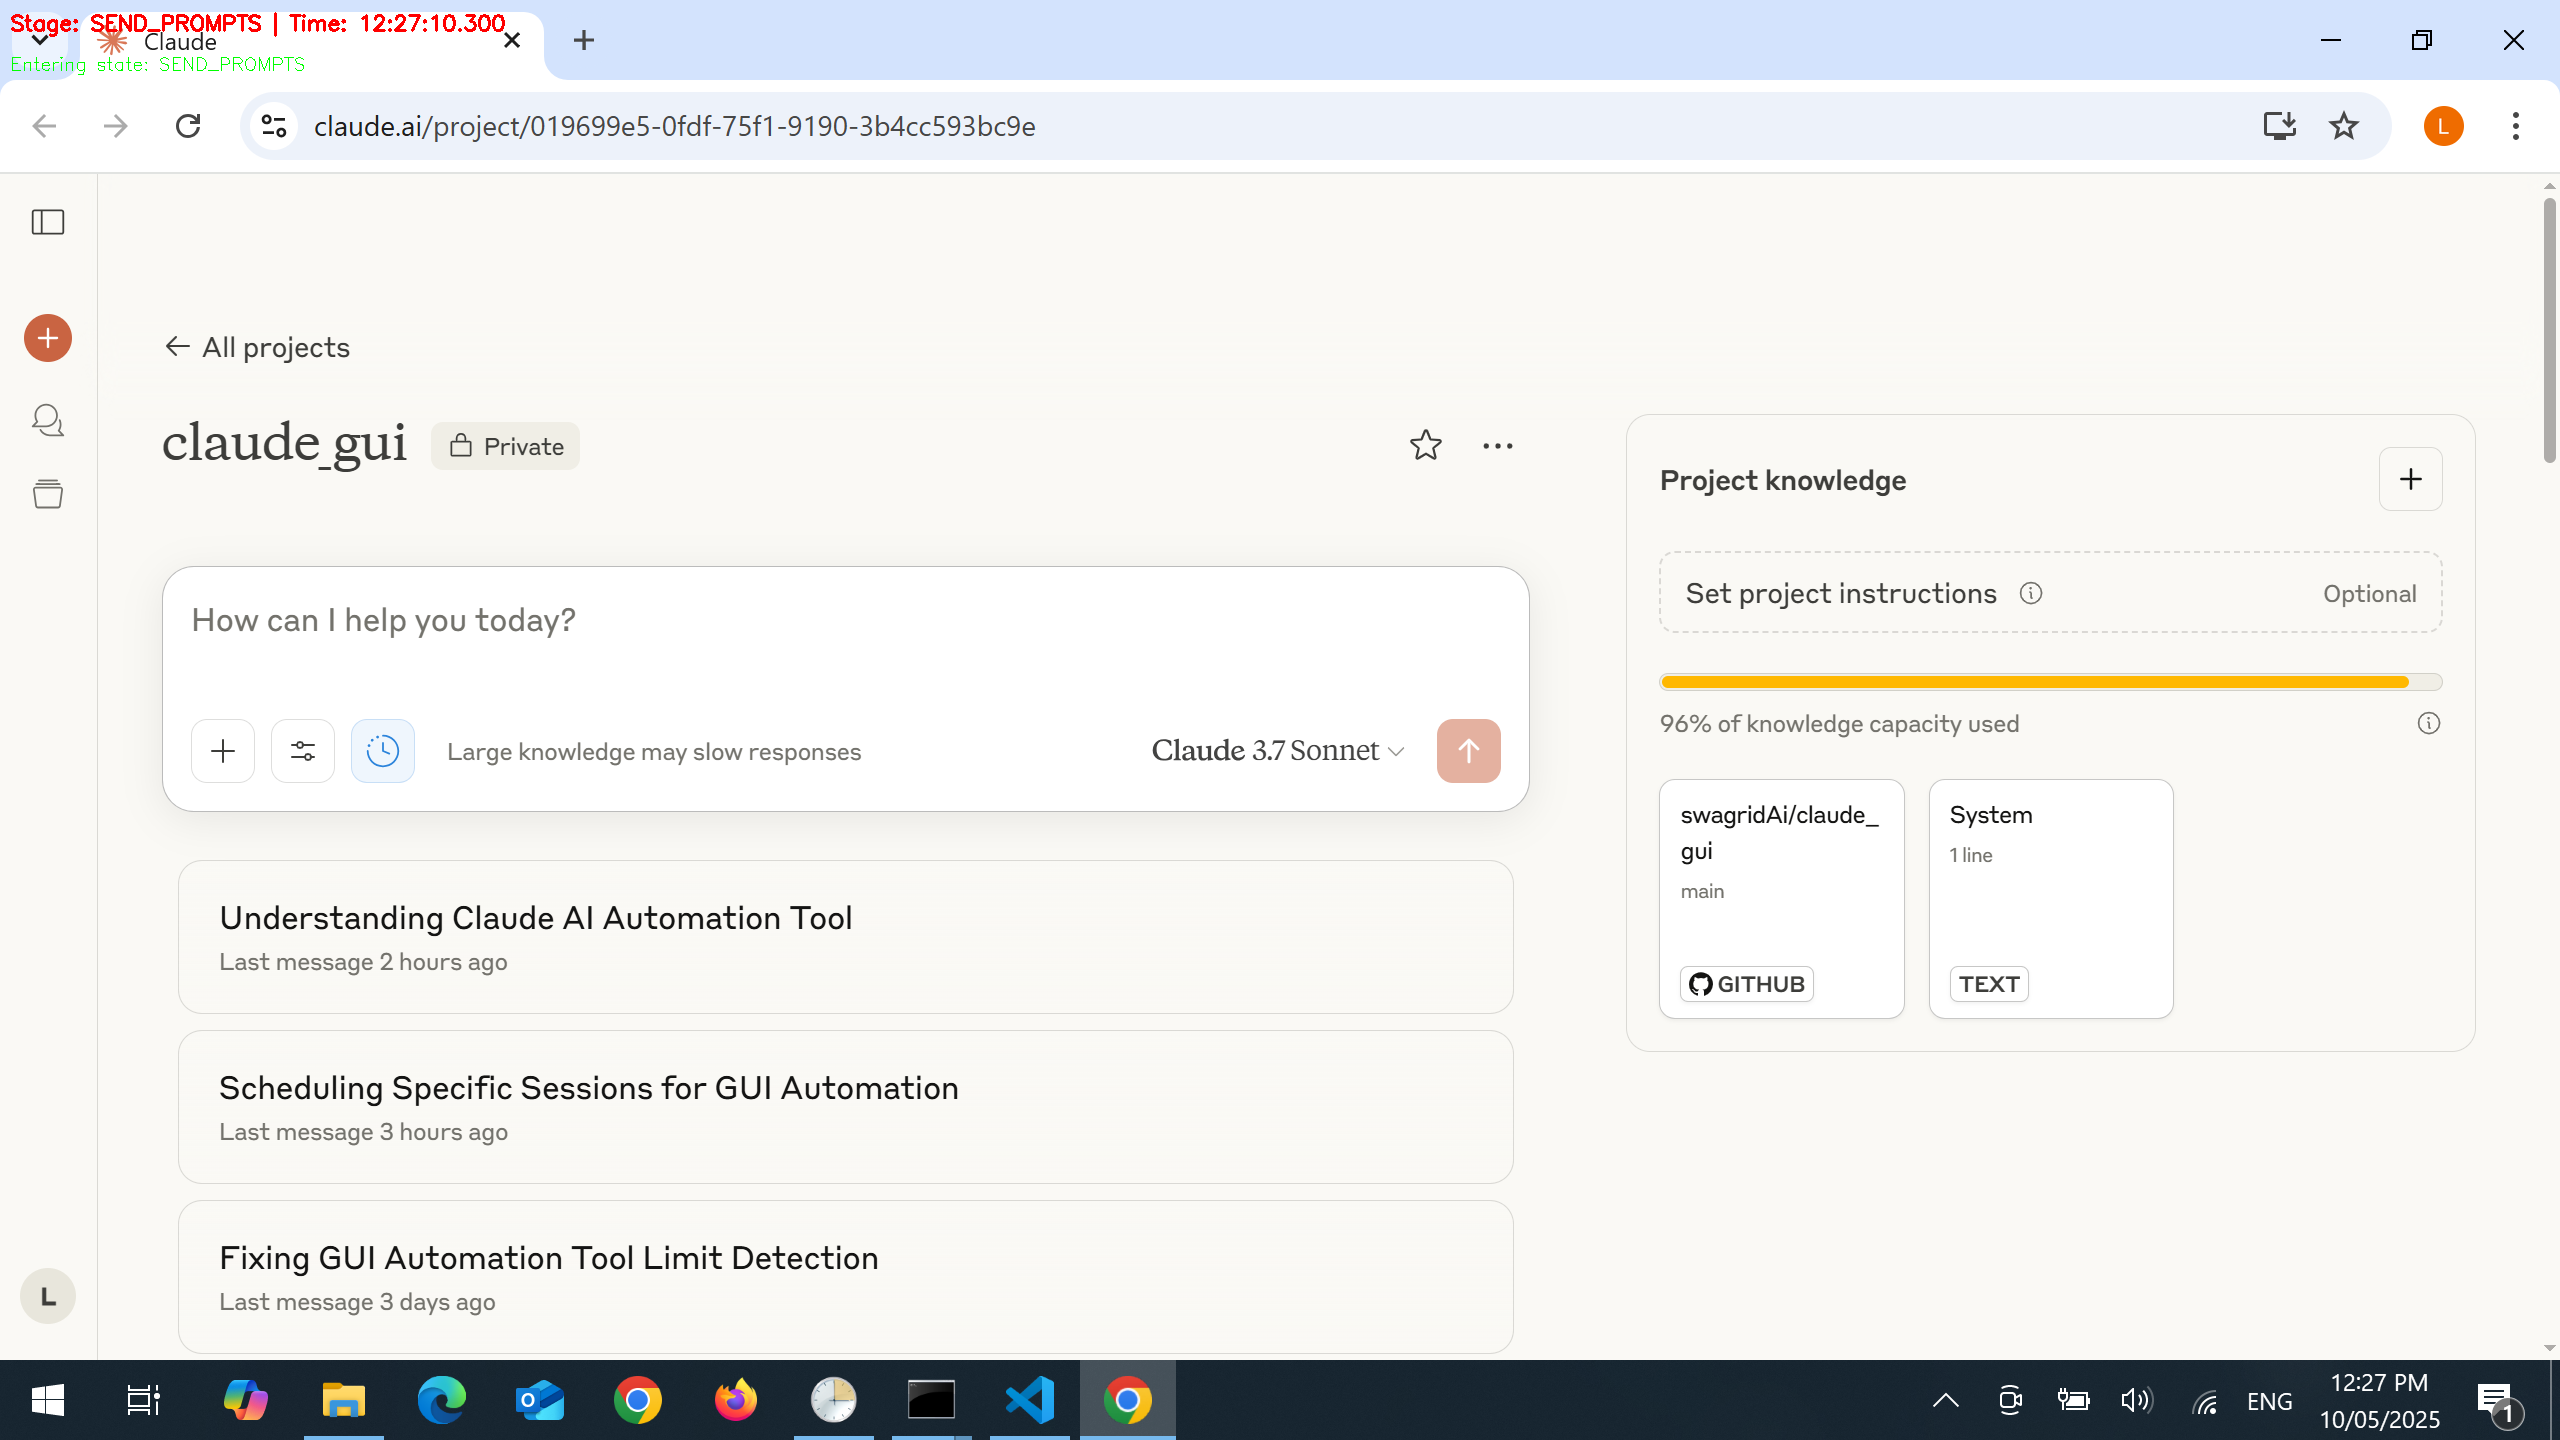 Stage: SEND_PROMPTS | Time: 12:27:10.300
Claude
Entering state: SEND_PROMPTS
claude.ai/project/019699e5-0fdf-75f1-9190-3b4cc593bc9e
L
All projects
claude_gui
Private
How can I help you today?
Large knowledge may slow responses
Claude 3.7 Sonnet
Understanding Claude AI Automation Tool
Last message 2 hours ago
Scheduling Specific Sessions for GUI Automation
Last message 3 hours ago
Fixing GUI Automation Tool Limit Detection
Last message 3 days ago
Project knowledge
Set project instructions
Optional
96% of knowledge capacity used
swagridAi/claude_
gui
main
GITHUB
System
1 line
TEXT
L
ENG
12:27 PM
10/05/2025
1